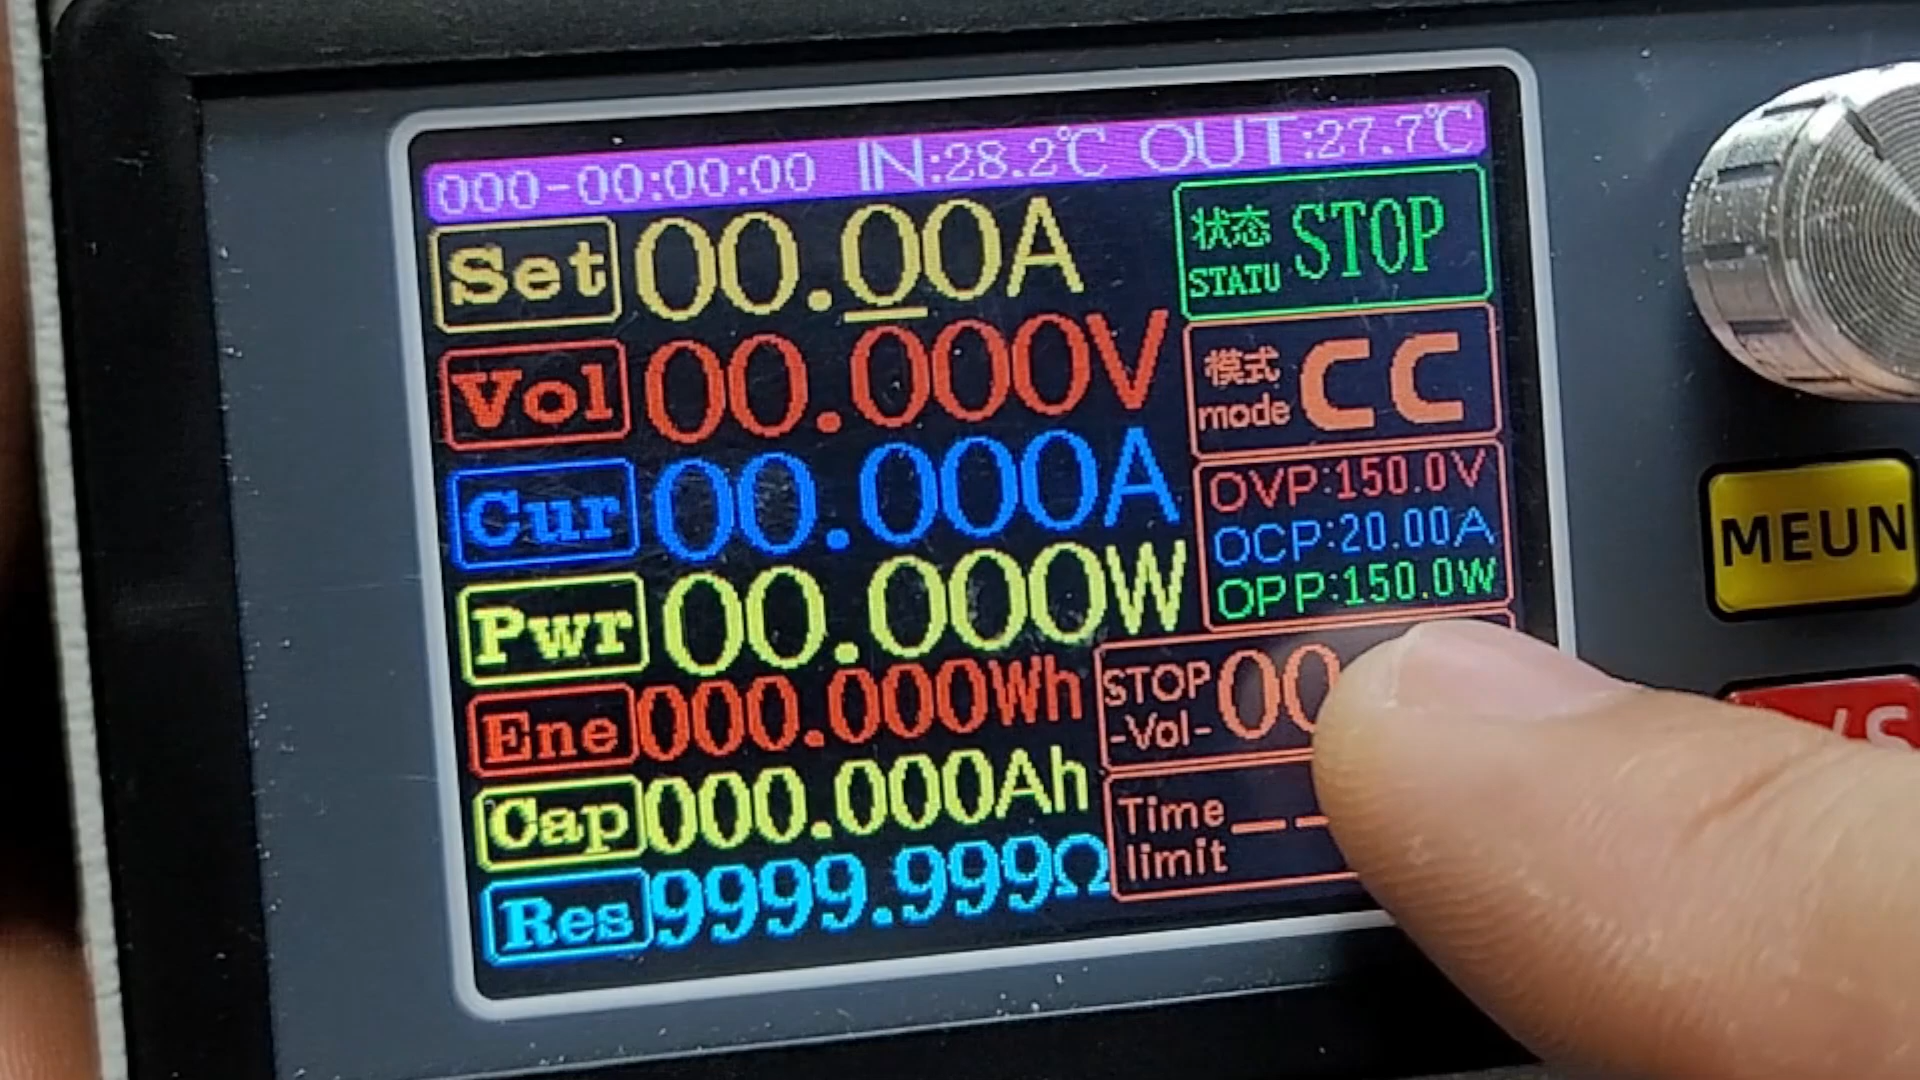 000-00:00:00 IN:28.2℃ OUT:27.7℃
Set 00.00A
Vol 00.000V
Cur 00.000A
Pwr 00.000W
Ene 000.000Wh
Cap 000.000Ah
Res 9999.999Ω
状态 STATU STOP
模式 mode CC
OVP:150.0V
OCP:20.00A
OPP:150.0W
STOP -Vol- 00
Time limit --
MEUN